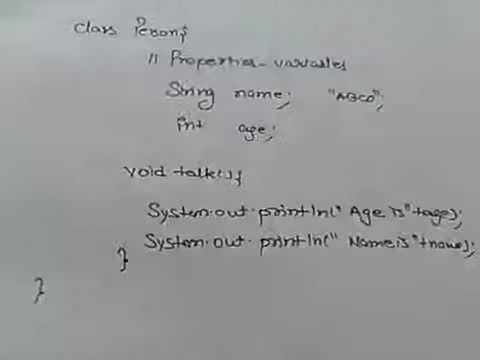 class Person{
// Properties - variables
String name; "ABCD";
int age;
void talk(){
System.out.println(" Age is"+age);
System.out.println(" Name is"+name);
}
}